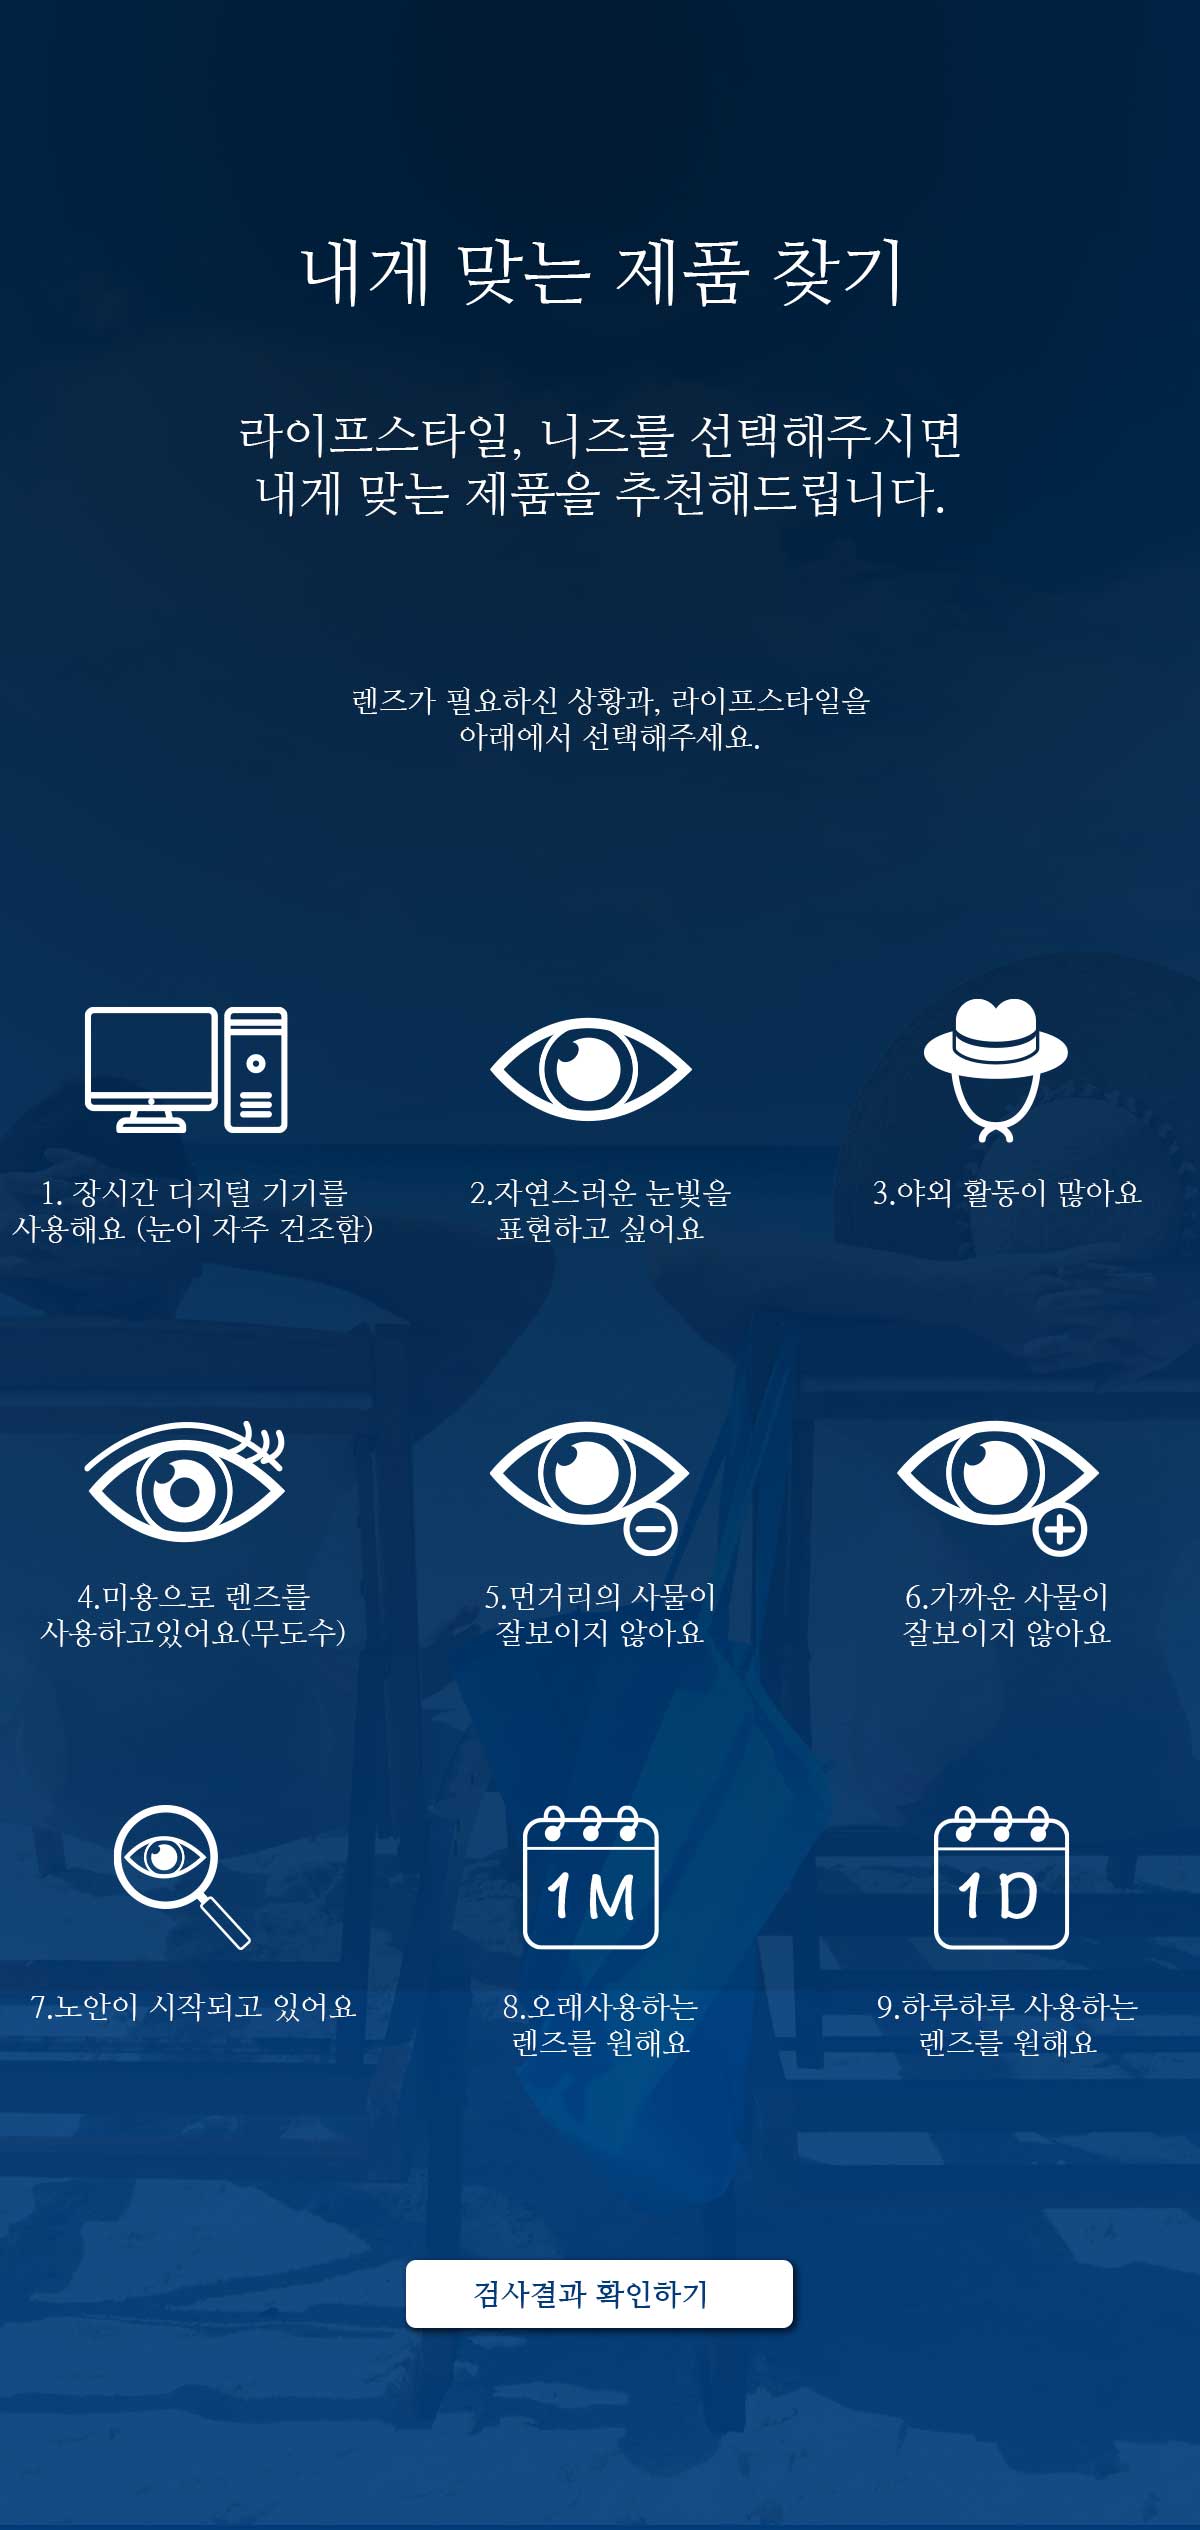 내게 맞는 제품 찾기
라이프스타일, 니즈를 선택해주시면
내게 맞는 제품을 추천해드립니다.
렌즈가 필요하신 상황과, 라이프스타일을
아래에서 선택해주세요.
1. 장시간 디지털 기기를
사용해요 (눈이 자주 건조함)
2.자연스러운 눈빛을
표현하고 싶어요
3.야외 활동이 많아요
4.미용으로 렌즈를
사용하고있어요(무도수)
5.먼거리의 사물이
잘보이지 않아요
6.가까운 사물이
잘보이지 않아요
7.노안이 시작되고 있어요
1M
8.오래사용하는
렌즈를 원해요
1D
9.하루하루 사용하는
렌즈를 원해요
검사결과 확인하기